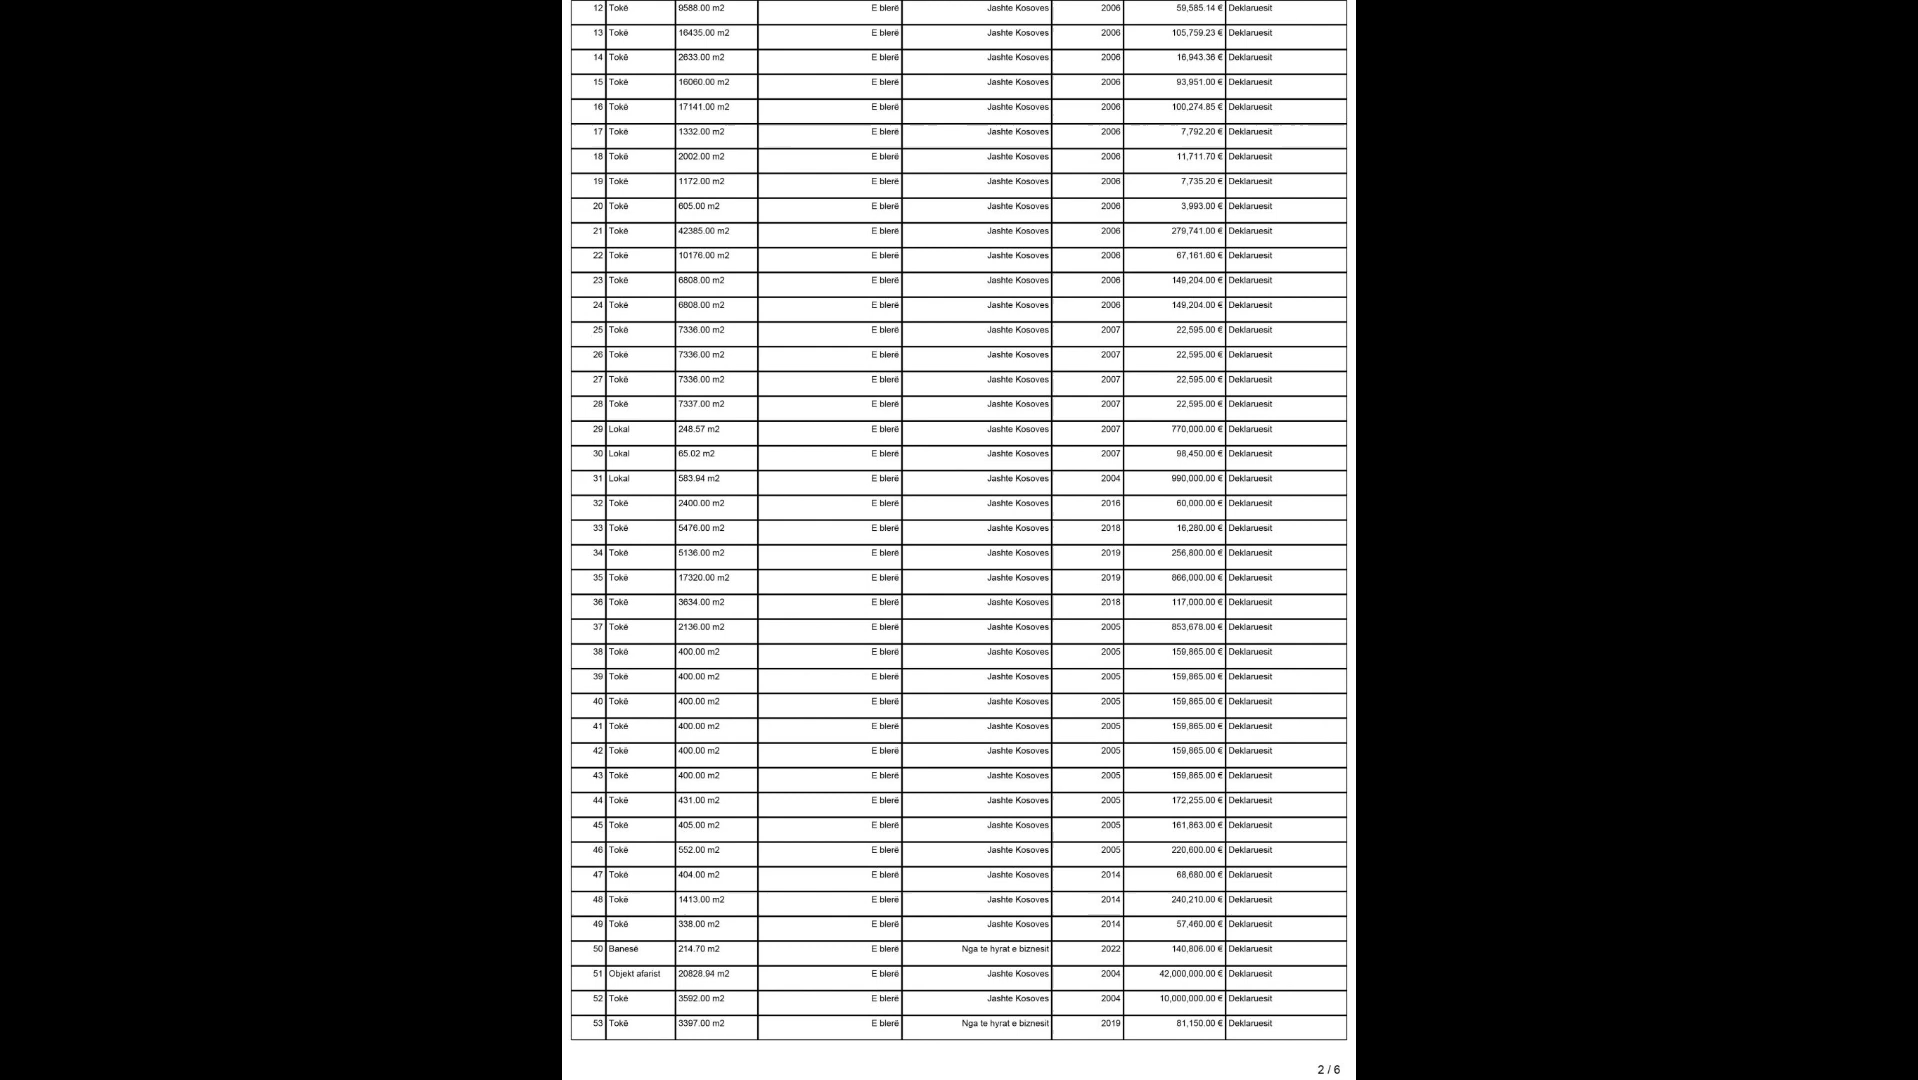 12 Tokë 9588.00 m2 E blerë Jashte Kosoves 2006 59,585.14 € Deklaruesit
13 Tokë 16435.00 m2 E blerë Jashte Kosoves 2006 105,759.23 € Deklaruesit
14 Tokë 2633.00 m2 E blerë Jashte Kosoves 2006 16,943.36 € Deklaruesit
15 Tokë 16060.00 m2 E blerë Jashte Kosoves 2006 93,951.00 € Deklaruesit
16 Tokë 17141.00 m2 E blerë Jashte Kosoves 2006 100,274.85 € Deklaruesit
17 Tokë 1332.00 m2 E blerë Jashte Kosoves 2006 7,792.20 € Deklaruesit
18 Tokë 2002.00 m2 E blerë Jashte Kosoves 2006 11,711.70 € Deklaruesit
19 Tokë 1172.00 m2 E blerë Jashte Kosoves 2006 7,735.20 € Deklaruesit
20 Tokë 605.00 m2 E blerë Jashte Kosoves 2006 3,993.00 € Deklaruesit
21 Tokë 42385.00 m2 E blerë Jashte Kosoves 2006 279,741.00 € Deklaruesit
22 Tokë 10176.00 m2 E blerë Jashte Kosoves 2006 67,161.60 € Deklaruesit
23 Tokë 6808.00 m2 E blerë Jashte Kosoves 2006 149,204.00 € Deklaruesit
24 Tokë 6808.00 m2 E blerë Jashte Kosoves 2006 149,204.00 € Deklaruesit
25 Tokë 7336.00 m2 E blerë Jashte Kosoves 2007 22,595.00 € Deklaruesit
26 Tokë 7336.00 m2 E blerë Jashte Kosoves 2007 22,595.00 € Deklaruesit
27 Tokë 7336.00 m2 E blerë Jashte Kosoves 2007 22,595.00 € Deklaruesit
28 Tokë 7337.00 m2 E blerë Jashte Kosoves 2007 22,595.00 € Deklaruesit
29 Lokal 248.57 m2 E blerë Jashte Kosoves 2007 770,000.00 € Deklaruesit
30 Lokal 65.02 m2 E blerë Jashte Kosoves 2007 98,450.00 € Deklaruesit
31 Lokal 583.94 m2 E blerë Jashte Kosoves 2004 990,000.00 € Deklaruesit
32 Tokë 2400.00 m2 E blerë Jashte Kosoves 2016 60,000.00 € Deklaruesit
33 Tokë 5476.00 m2 E blerë Jashte Kosoves 2018 16,280.00 € Deklaruesit
34 Tokë 5136.00 m2 E blerë Jashte Kosoves 2019 256,800.00 € Deklaruesit
35 Tokë 17320.00 m2 E blerë Jashte Kosoves 2019 866,000.00 € Deklaruesit
36 Tokë 3634.00 m2 E blerë Jashte Kosoves 2018 117,000.00 € Deklaruesit
37 Tokë 2136.00 m2 E blerë Jashte Kosoves 2005 853,678.00 € Deklaruesit
38 Tokë 400.00 m2 E blerë Jashte Kosoves 2005 159,865.00 € Deklaruesit
39 Tokë 400.00 m2 E blerë Jashte Kosoves 2005 159,865.00 € Deklaruesit
40 Tokë 400.00 m2 E blerë Jashte Kosoves 2005 159,865.00 € Deklaruesit
41 Tokë 400.00 m2 E blerë Jashte Kosoves 2005 159,865.00 € Deklaruesit
42 Tokë 400.00 m2 E blerë Jashte Kosoves 2005 159,865.00 € Deklaruesit
43 Tokë 400.00 m2 E blerë Jashte Kosoves 2005 159,865.00 € Deklaruesit
44 Tokë 431.00 m2 E blerë Jashte Kosoves 2005 172,255.00 € Deklaruesit
45 Tokë 405.00 m2 E blerë Jashte Kosoves 2005 161,863.00 € Deklaruesit
46 Tokë 552.00 m2 E blerë Jashte Kosoves 2005 220,600.00 € Deklaruesit
47 Tokë 404.00 m2 E blerë Jashte Kosoves 2014 68,680.00 € Deklaruesit
48 Tokë 1413.00 m2 E blerë Jashte Kosoves 2014 240,210.00 € Deklaruesit
49 Tokë 338.00 m2 E blerë Jashte Kosoves 2014 57,460.00 € Deklaruesit
50 Banesë 214.70 m2 E blerë Nga te hyrat e biznesit 2022 140,806.00 € Deklaruesit
51 Objekt afarist 20828.94 m2 E blerë Jashte Kosoves 2004 42,000,000.00 € Deklaruesit
52 Tokë 3592.00 m2 E blerë Jashte Kosoves 2004 10,000,000.00 € Deklaruesit
53 Tokë 3397.00 m2 E blerë Nga te hyrat e biznesit 2019 81,150.00 € Deklaruesit
2 / 6